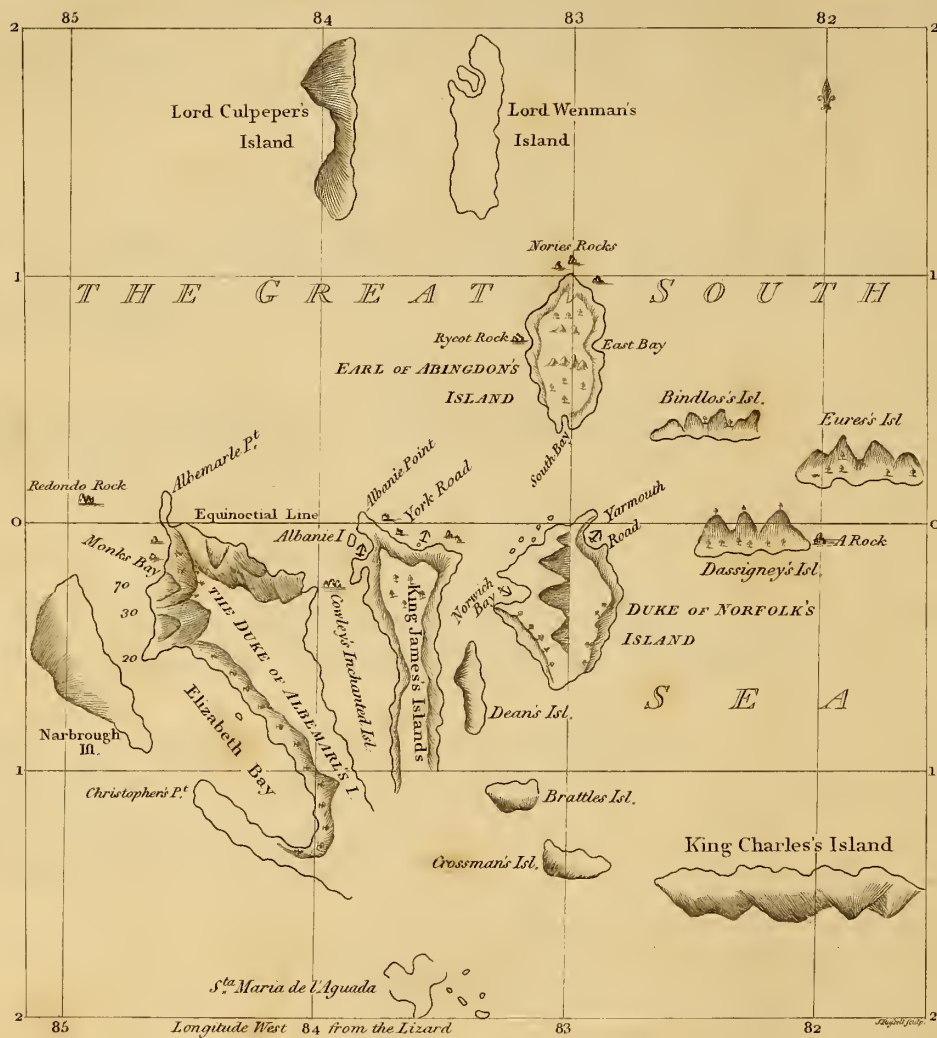 85 84 83 82
2 2
Lord Culpeper's
Island
Lord Wenman's
Island
Nories Rocks
1 1
THE GREAT SOUTH
Rycot Rock
East Bay
EARL OF ABINGDON'S
ISLAND
South Bay
Bindlos's Isl.
Eures's Isl
Redondo Rock
Albemarle Pt.
Albanie Point
York Road
Yarmouth
Road
0 0
Equinoctial Line
Albanie I
A Rock
Monks Bay
70
30
20
Dassigney's Isl.
Norwich
Bay
DUKE OF NORFOLK'S
ISLAND
THE DUKE OF ALBEMARL'S I.
Cowley's Inchanted Isl.
King James's Islands
SEA
Narbrough
Isl.
Elizabeth Bay
Dean's Isl.
1 1
Christopher's Pt.
Brattles Isl.
Crossman's Isl.
King Charles's Island
Sta. Maria de l'Aguada
2 2
85 84 83 82
Longitude West from the Lizard